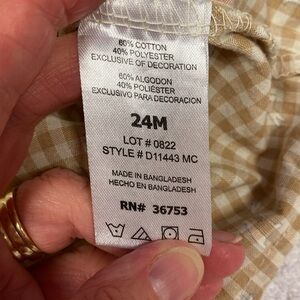 60% COTTON
40% POLYESTER
EXCLUSIVE OF DECORATION
60% ALGODON
40% POLIÉSTER
EXCLUSIVO PARA DECORACION
24M
LOT # 0822
STYLE # D11443 MC
MADE IN BANGLADESH
HECHO EN BANGLADESH
RN# 36753